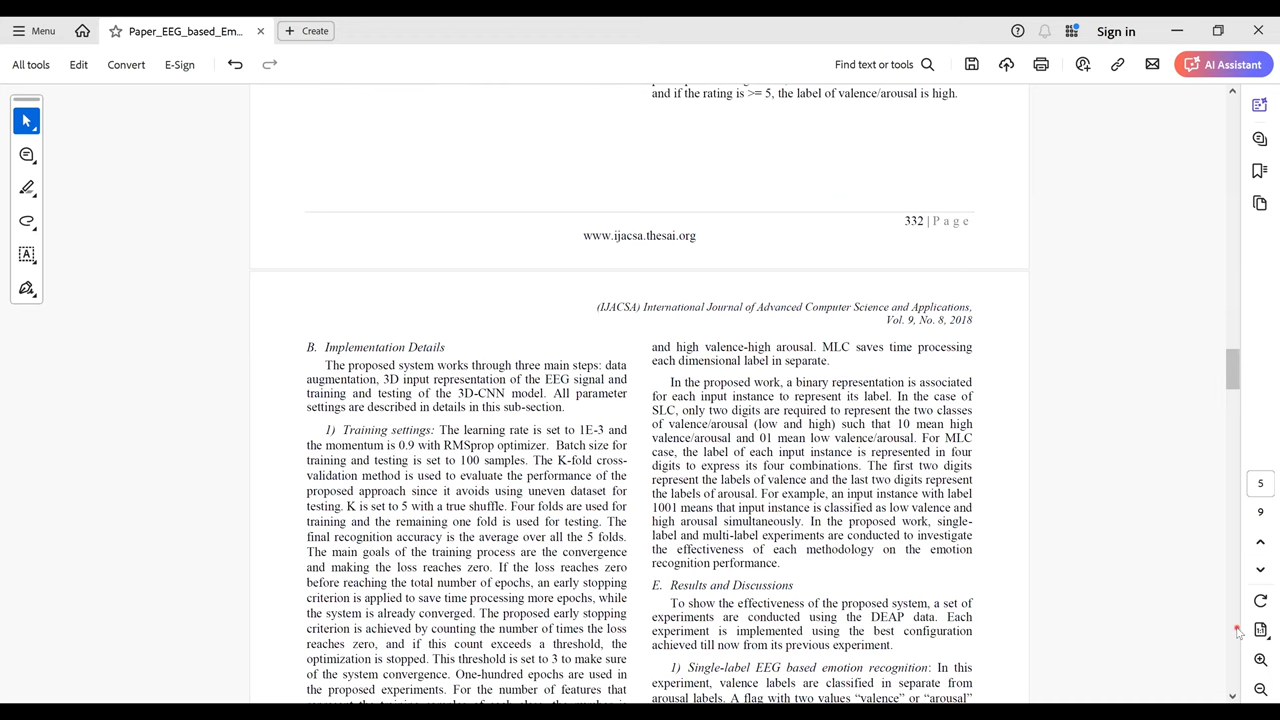 Menu
Paper_EEG_based_Em...
Create
Sign in
All tools
Edit
Convert
E-Sign
Find text or tools
AI Assistant
and if the rating is >= 5, the label of valence/arousal is high.
332 | P a g e
www.ijacsa.thesai.org
(IJACSA) International Journal of Advanced Computer Science and Applications,
Vol. 9, No. 8, 2018
B. Implementation Details
The proposed system works through three main steps: data
augmentation, 3D input representation of the EEG signal and
training and testing of the 3D-CNN model. All parameter
settings are described in details in this sub-section.
1) Training settings: The learning rate is set to 1E-3 and
the momentum is 0.9 with RMSprop optimizer. Batch size for
training and testing is set to 100 samples. The K-fold cross-
validation method is used to evaluate the performance of the
proposed approach since it avoids using uneven dataset for
testing. K is set to 5 with a true shuffle. Four folds are used for
training and the remaining one fold is used for testing. The
final recognition accuracy is the average over all the 5 folds.
The main goals of the training process are the convergence
and making the loss reaches zero. If the loss reaches zero
before reaching the total number of epochs, an early stopping
criterion is applied to save time processing more epochs, while
the system is already converged. The proposed early stopping
criterion is achieved by counting the number of times the loss
reaches zero, and if this count exceeds a threshold, the
optimization is stopped. This threshold is set to 3 to make sure
of the system convergence. One-hundred epochs are used in
the proposed experiments. For the number of features that
and high valence-high arousal. MLC saves time processing
each dimensional label in separate.
In the proposed work, a binary representation is associated
for each input instance to represent its label. In the case of
SLC, only two digits are required to represent the two classes
of valence/arousal (low and high) such that 10 mean high
valence/arousal and 01 mean low valence/arousal. For MLC
case, the label of each input instance is represented in four
digits to express its four combinations. The first two digits
represent the labels of valence and the last two digits represent
the labels of arousal. For example, an input instance with label
1001 means that input instance is classified as low valence and
high arousal simultaneously. In the proposed work, single-
label and multi-label experiments are conducted to investigate
the effectiveness of each methodology on the emotion
recognition performance.
E. Results and Discussions
To show the effectiveness of the proposed system, a set of
experiments are conducted using the DEAP data. Each
experiment is implemented using the best configuration
achieved till now from its previous experiment.
1) Single-label EEG based emotion recognition: In this
experiment, valence labels are classified in separate from
arousal labels. A flag with two values “valence” or “arousal”
5
9